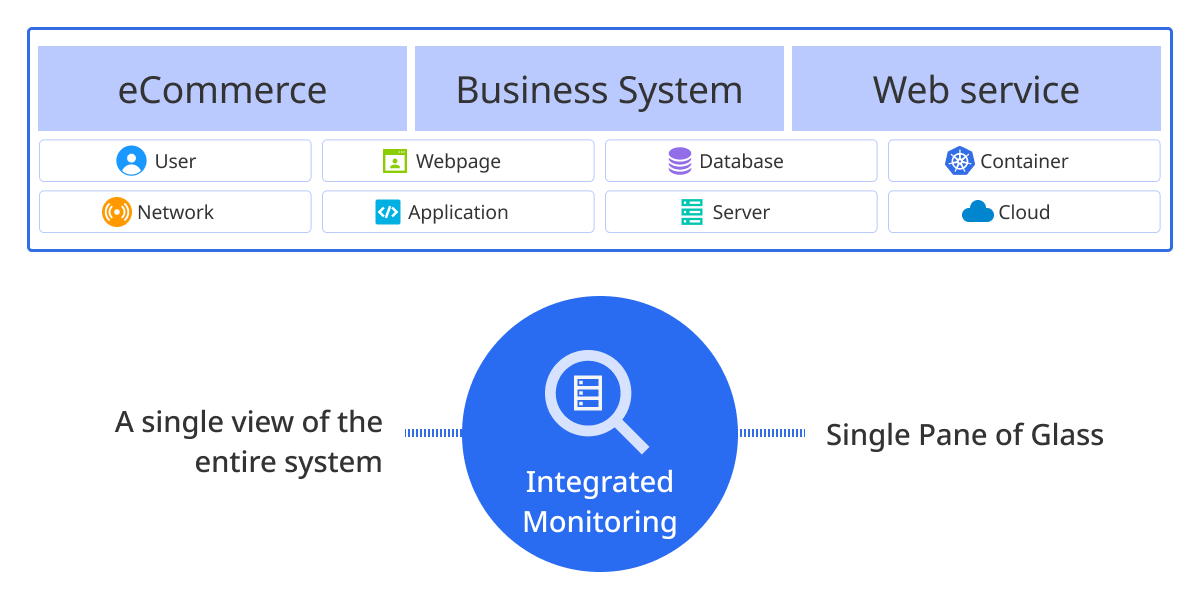 eCommerce
Business System
Web service
User
Webpage
Database
Container
Network
Application
Server
Cloud
A single view of the
entire system
Integrated
Monitoring
Single Pane of Glass